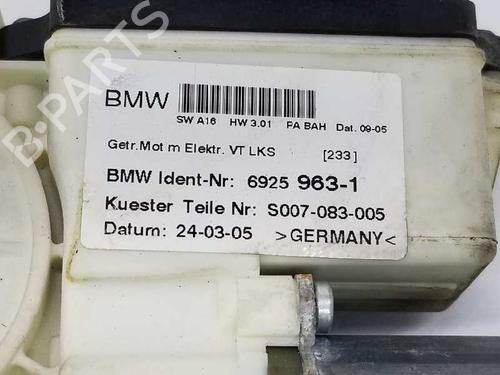 B-PARTS
BMW
SW A16 HW 3.01 PA BAH Dat. 09-05
Getr.Mot m Elektr. VT LKS [233]
BMW Ident-Nr: 6925 963-1
Kuester Teile Nr: S007-083-005
Datum: 24-03-05 >GERMANY<